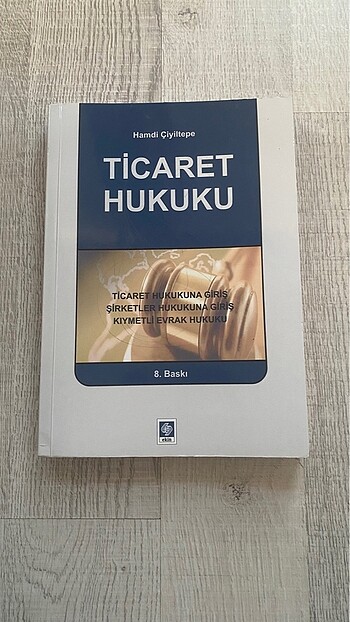 Hamdi Çiyiltepe
TİCARET
HUKUKU
TİCARET HUKUKUNA GİRİŞ
ŞİRKETLER HUKUKUNA GİRİŞ
KIYMETLİ EVRAK HUKUKU
8. Baskı
ekin